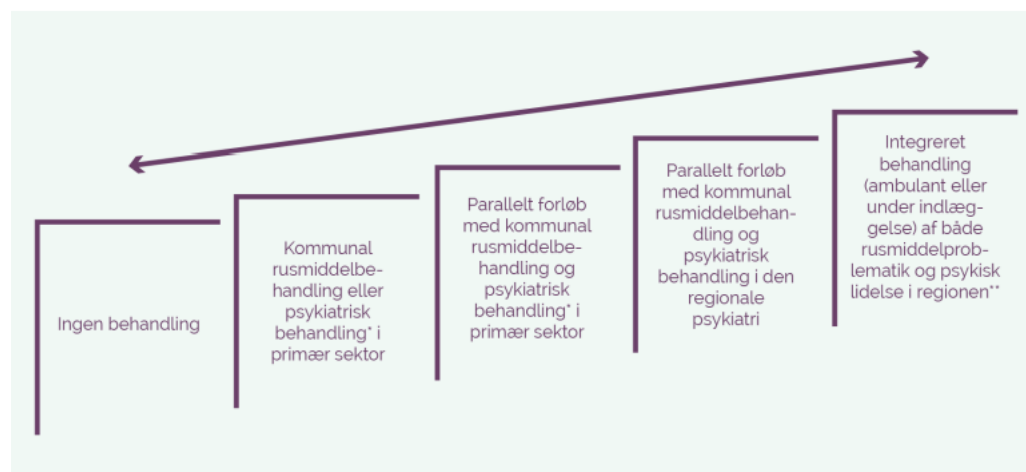 Ingen behandling
Kommunal
rusmiddelbe-
handling eller
psykiatrisk
behandling* i
primær sektor
Parallelt forløb
med kommunal
rusmiddelbe-
handling og
psykiatrisk
behandling* i
primær sektor
Parallelt forløb
med kommunal
rusmiddelbehan-
dling og
psykiatrisk
behandling i den
regionale
psykiatri
Integreret
behandling
(ambulant eller
under indlæg-
gelse) af både
rusmiddelprob-
lematik og psykisk
lidelse i regionen**